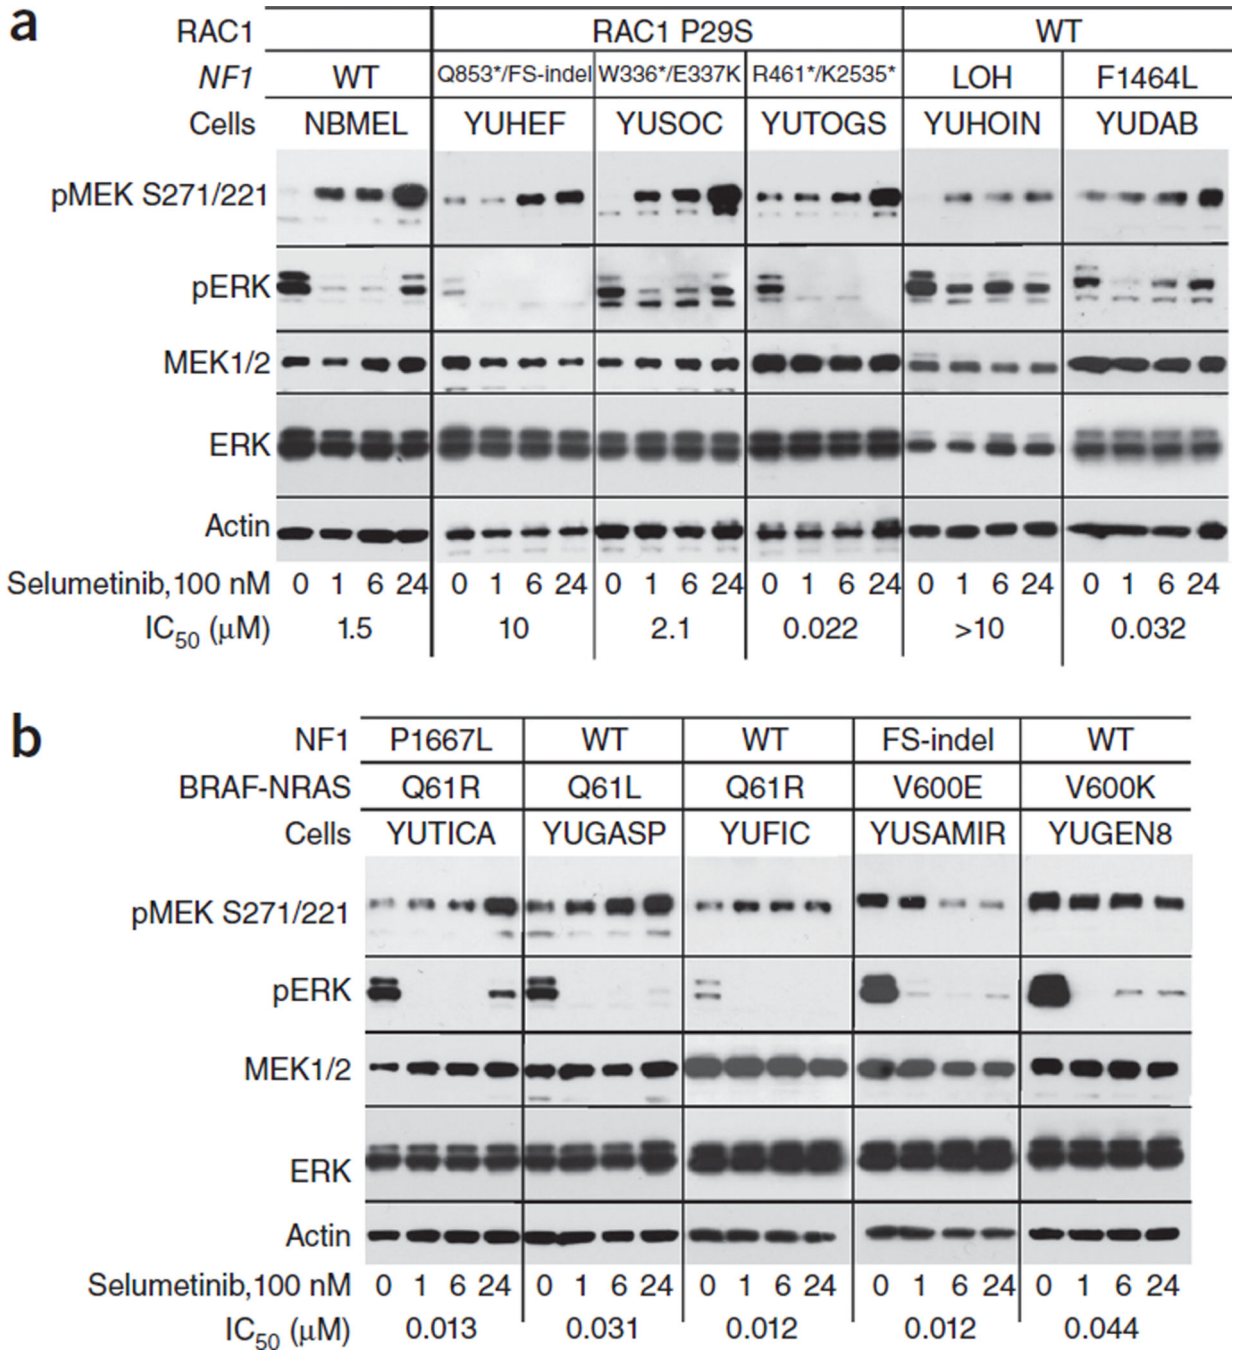 a
RAC1 RAC1 P29S WT
NF1 WT Q853*/FS-indel W336*/E337K R461*/K2535* LOH F1464L
Cells NBMEL YUHEF YUSOC YUTOGS YUHOIN YUDAB
pMEK S271/221
pERK
MEK1/2
ERK
Actin
Selumetinib,100 nM 0 1 6 24 0 1 6 24 0 1 6 24 0 1 6 24 0 1 6 24 0 1 6 24
IC50 (μM) 1.5 10 2.1 0.022 >10 0.032
b
NF1 P1667L WT WT FS-indel WT
BRAF-NRAS Q61R Q61L Q61R V600E V600K
Cells YUTICA YUGASP YUFIC YUSAMIR YUGEN8
pMEK S271/221
pERK
MEK1/2
ERK
Actin
Selumetinib,100 nM 0 1 6 24 0 1 6 24 0 1 6 24 0 1 6 24 0 1 6 24
IC50 (μM) 0.013 0.031 0.012 0.012 0.044